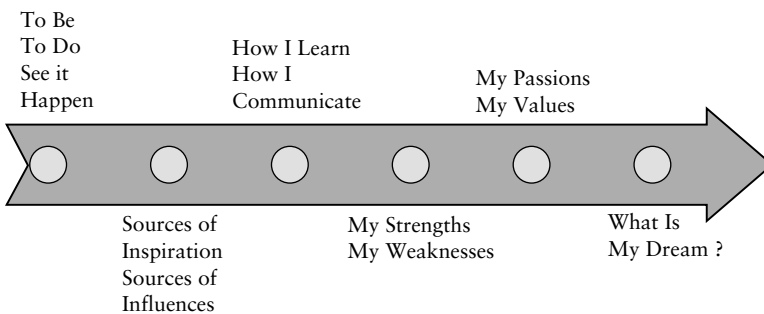 To Be
To Do
See it
Happen
Sources of
Inspiration
Sources of
Influences
How I Learn
How I
Communicate
My Strengths
My Weaknesses
My Passions
My Values
What Is
My Dream ?